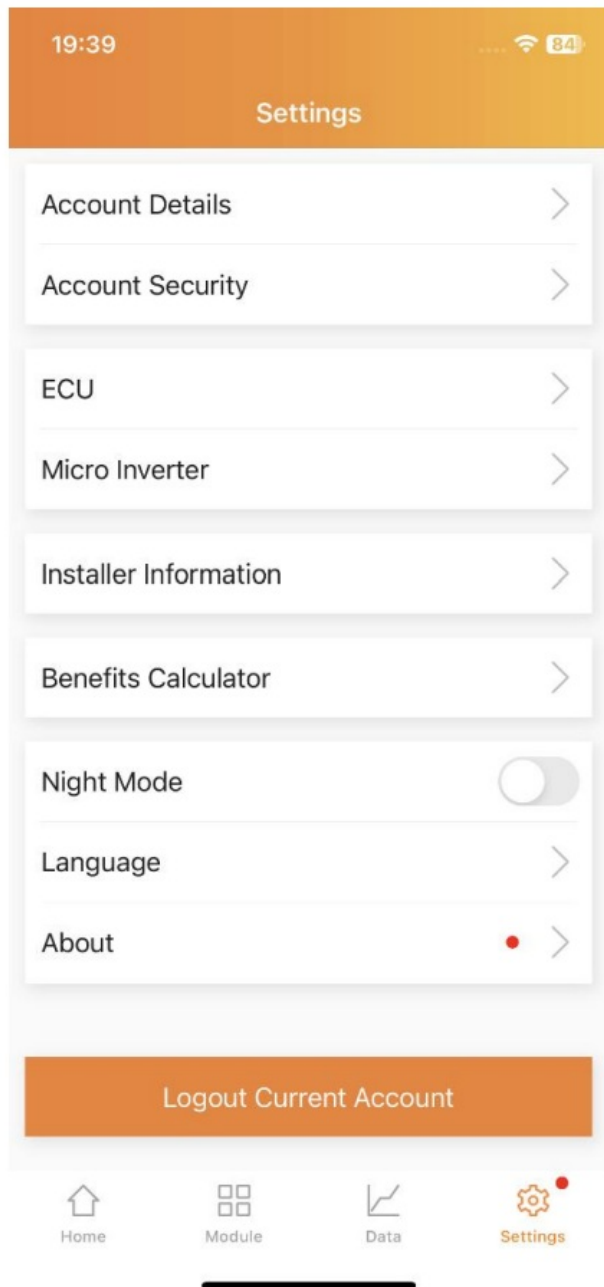 19:39
84
Settings
Account Details
Account Security
ECU
Micro Inverter
Installer Information
Benefits Calculator
Night Mode
Language
About
Logout Current Account
Home Module Data Settings